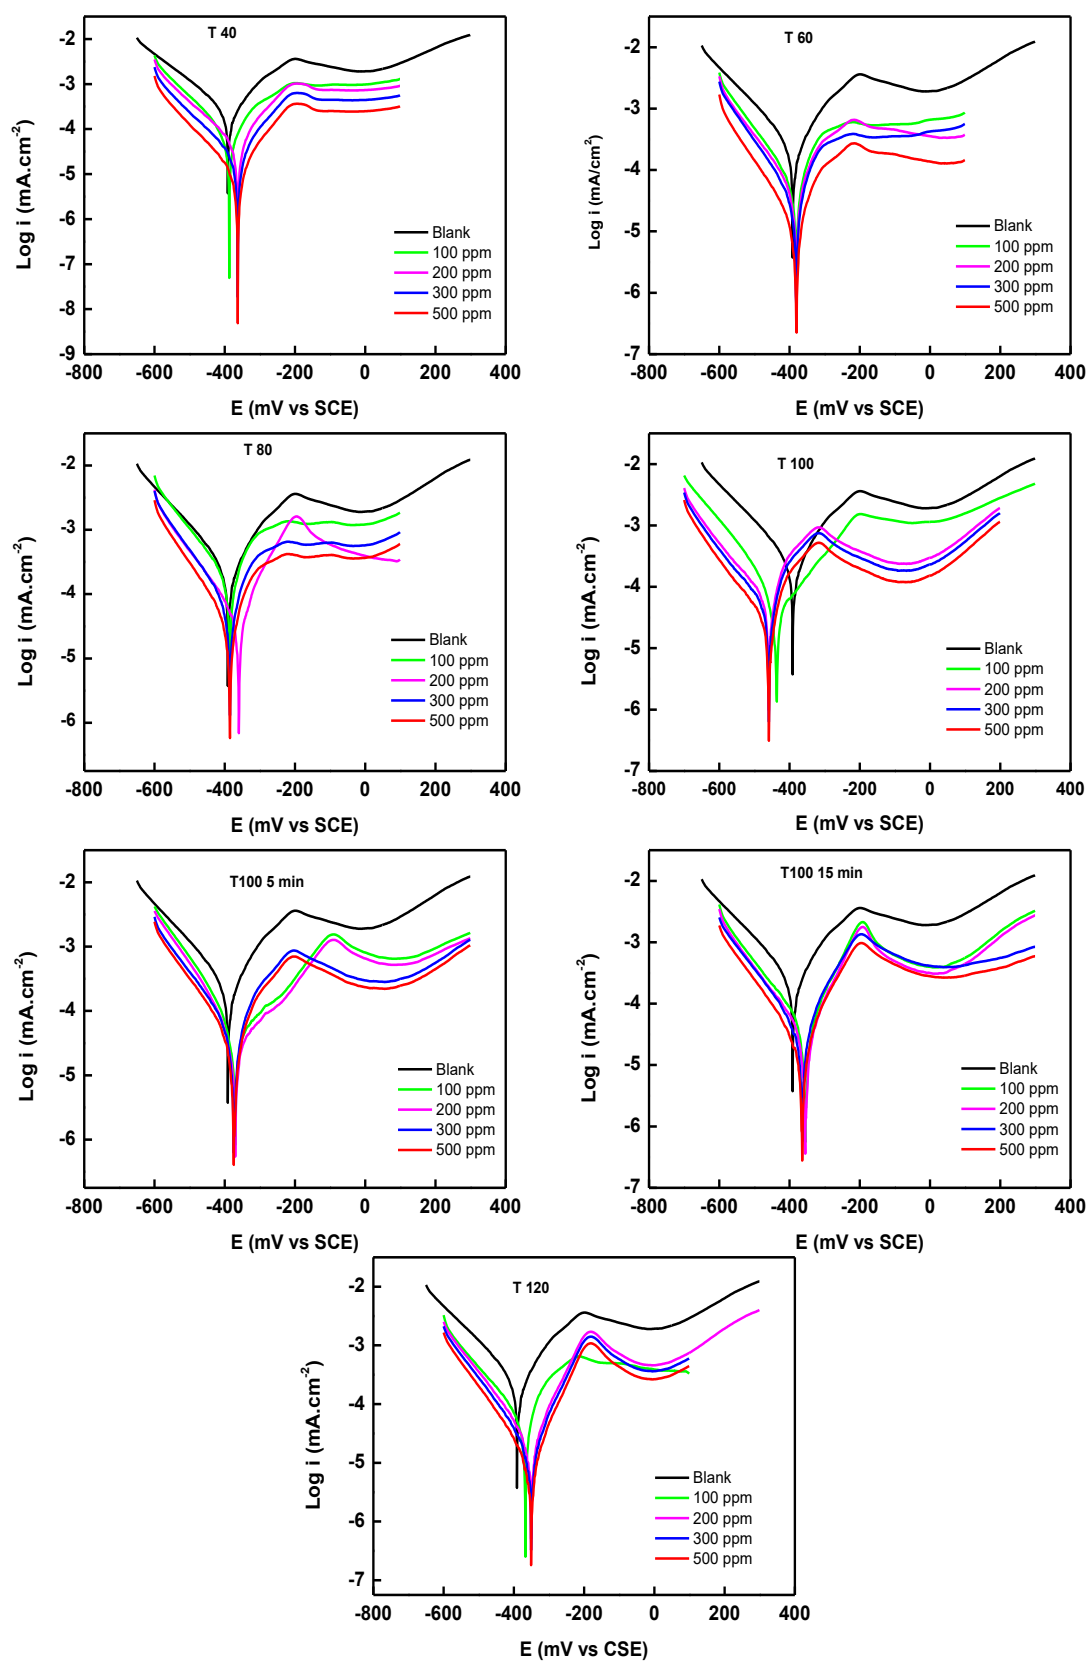 T 40
Log i (mA.cm-2)
-2
-3
-4
-5
-6
-7
-8
-9
Blank
100 ppm
200 ppm
300 ppm
500 ppm
-800 -600 -400 -200 0 200 400
E (mV vs SCE)
T 60
Log i (mA/cm2)
-2
-3
-4
-5
-6
-7
Blank
100 ppm
200 ppm
300 ppm
500 ppm
-800 -600 -400 -200 0 200 400
E (mV vs SCE)
T 80
Log i (mA.cm-2)
-2
-3
-4
-5
-6
Blank
100 ppm
200 ppm
300 ppm
500 ppm
-800 -600 -400 -200 0 200 400
E (mV vs SCE)
T 100
Log i (mA.cm-2)
-2
-3
-4
-5
-6
-7
Blank
100 ppm
200 ppm
300 ppm
500 ppm
-800 -600 -400 -200 0 200 400
E (mV vs SCE)
T100 5 min
Log i (mA.cm-2)
-2
-3
-4
-5
-6
Blank
100 ppm
200 ppm
300 ppm
500 ppm
-800 -600 -400 -200 0 200 400
E (mV vs SCE)
T100 15 min
Log i (mA.cm-2)
-2
-3
-4
-5
-6
-7
Blank
100 ppm
200 ppm
300 ppm
500 ppm
-800 -600 -400 -200 0 200 400
E (mV vs SCE)
T 120
Log i (mA.cm-2)
-2
-3
-4
-5
-6
-7
Blank
100 ppm
200 ppm
300 ppm
500 ppm
-800 -600 -400 -200 0 200 400
E (mV vs CSE)